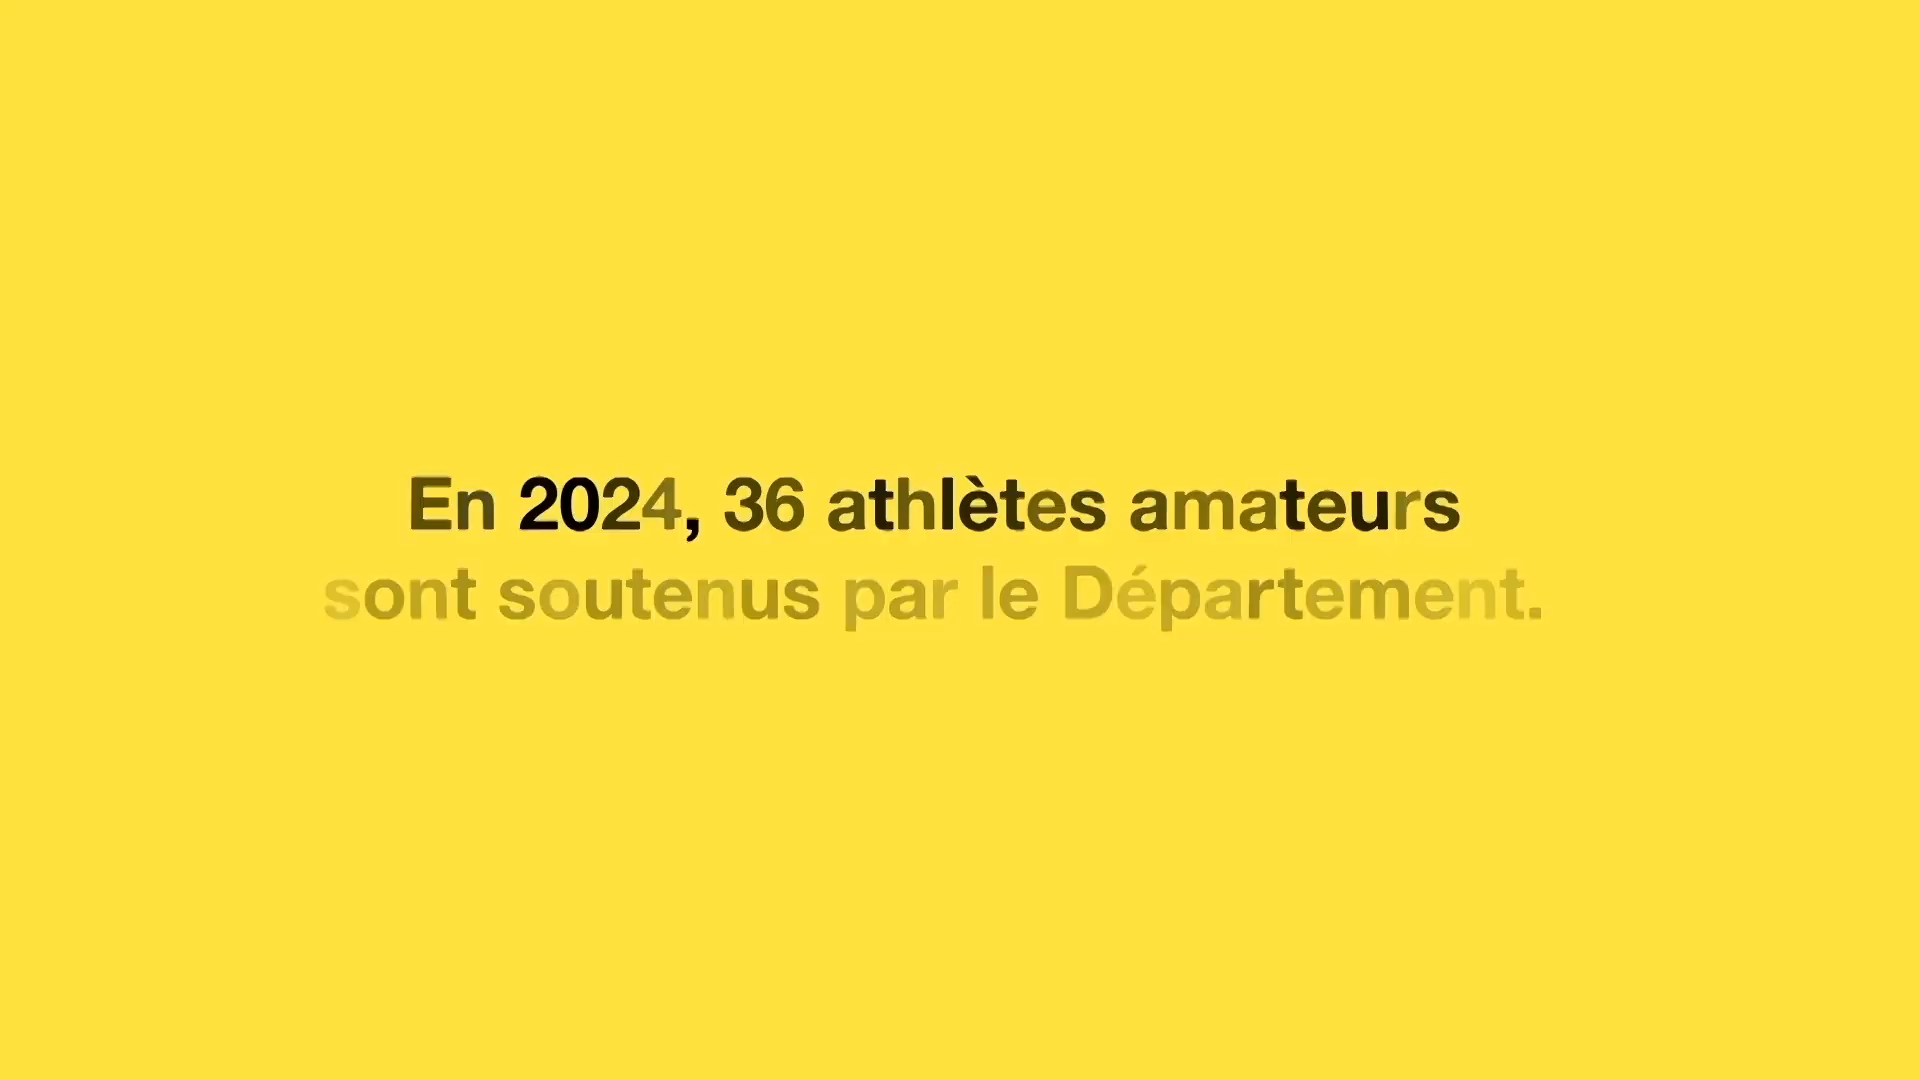 En 2024, 36 athlètes amateurs
sont soutenus par le Département.